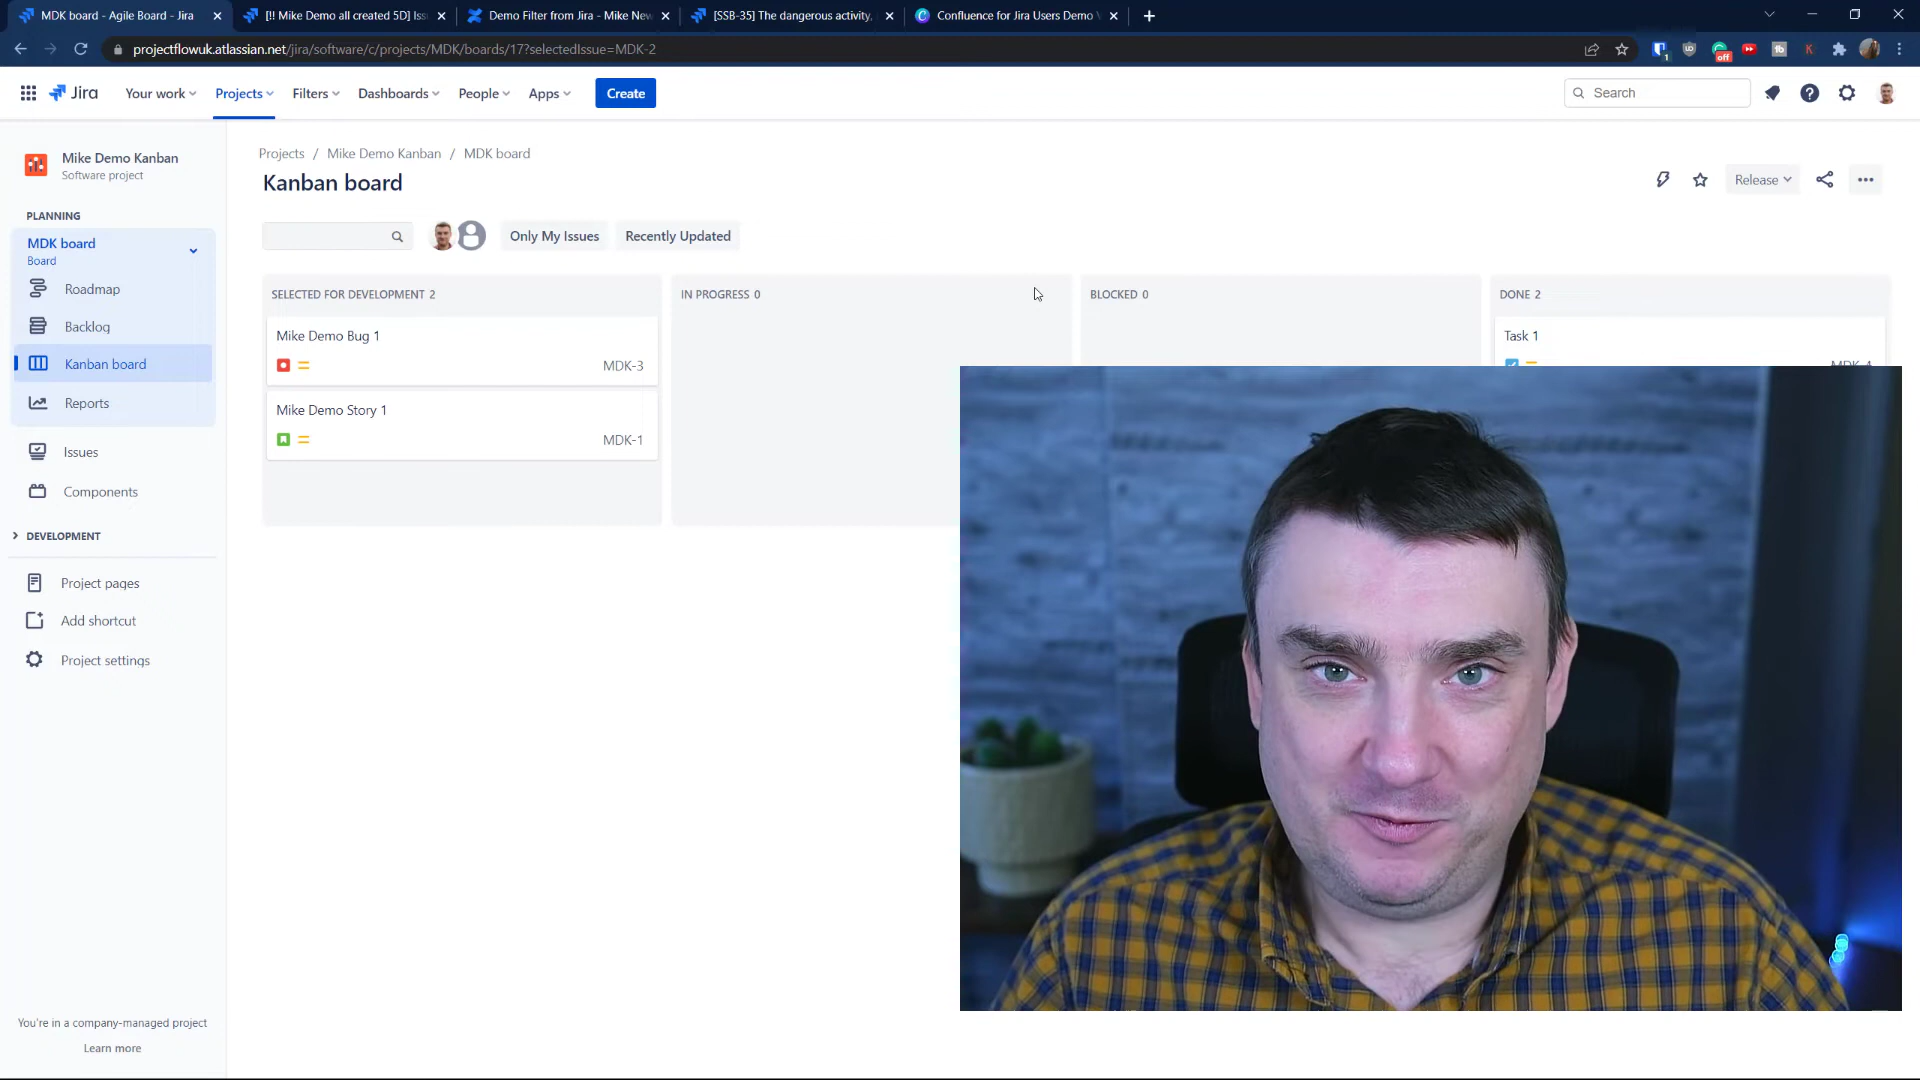 MDK board - Agile Board - Jira
[!! Mike Demo all created 5D] Iss
Demo Filter from Jira - Mike New
[SSB-35] The dangerous activity,
Confluence for Jira Users Demo
projectflowuk.atlassian.net/jira/software/c/projects/MDK/boards/17?selectedIssue=MDK-2
off
Jira
Your work
Projects
Filters
Dashboards
People
Apps
Create
Search
Mike Demo Kanban
Software project
PLANNING
MDK board
Board
Roadmap
Backlog
Kanban board
Reports
Issues
Components
DEVELOPMENT
Project pages
Add shortcut
Project settings
You're in a company-managed project
Learn more
Projects / Mike Demo Kanban / MDK board
Kanban board
Release
Only My Issues
Recently Updated
SELECTED FOR DEVELOPMENT 2
Mike Demo Bug 1
MDK-3
Mike Demo Story 1
MDK-1
IN PROGRESS 0
BLOCKED 0
DONE 2
Task 1